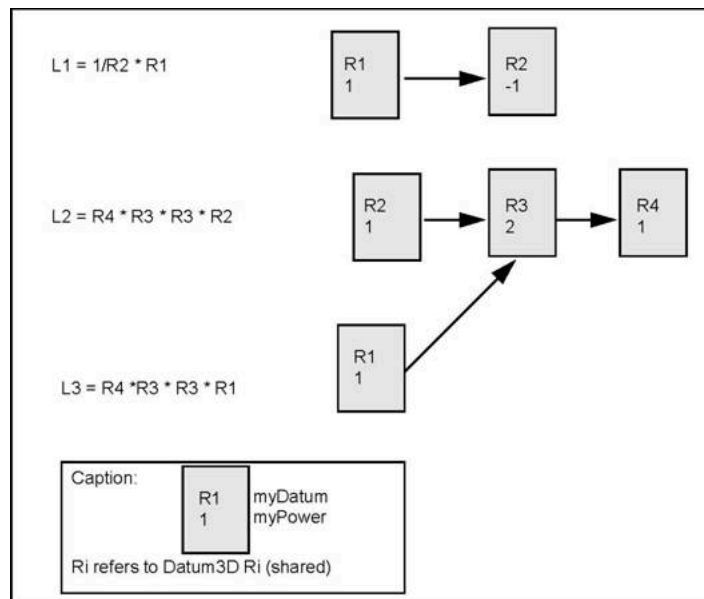 L1 = 1/R2 * R1
R1
1
R2
-1
L2 = R4 * R3 * R3 * R2
R2
1
R3
2
R4
1
R1
1
L3 = R4 *R3 * R3 * R1
Caption:
R1
1
myDatum
myPower
Ri refers to Datum3D Ri (shared)